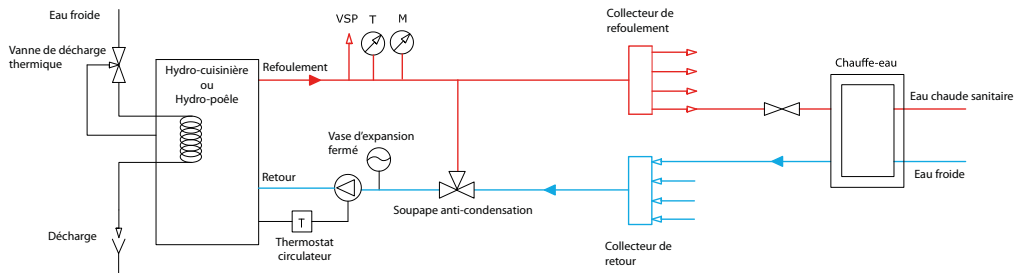 Eau froide
Vanne de décharge
thermique
Hydro-cuisinière
ou
Hydro-poêle
Refoulement
VSP
T
M
Collecteur de
refoulement
Chauffe-eau
Eau chaude sanitaire
Eau froide
Vase d'expansion
fermé
Retour
Soupape anti-condensation
T
Thermostat
circulateur
Décharge
Collecteur de
retour